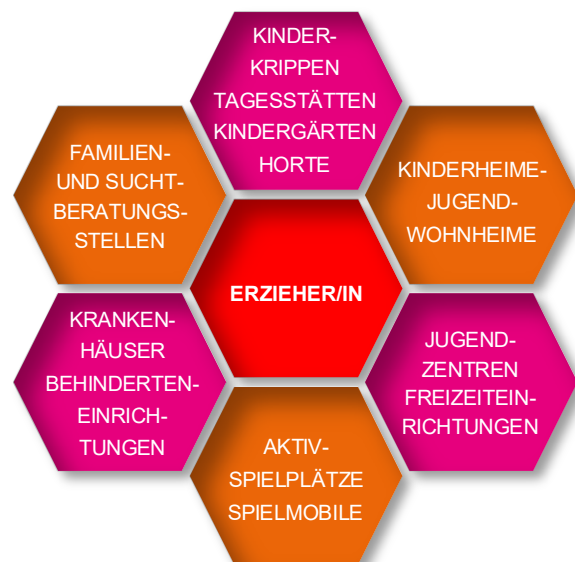 KINDER-
KRIPPEN
TAGESSTÄTTEN
KINDERGÄRTEN
HORTE
FAMILIEN-
UND SUCHT-
BERATUNGS-
STELLEN
KINDERHEIME-
JUGEND-
WOHNHEIME
ERZIEHER/IN
KRANKEN-
HÄUSER
BEHINDERTEN-
EINRICH-
TUNGEN
JUGEND-
ZENTREN
FREIZEITEIN-
RICHTUNGEN
AKTIV-
SPIELPLÄTZE
SPIELMOBILE